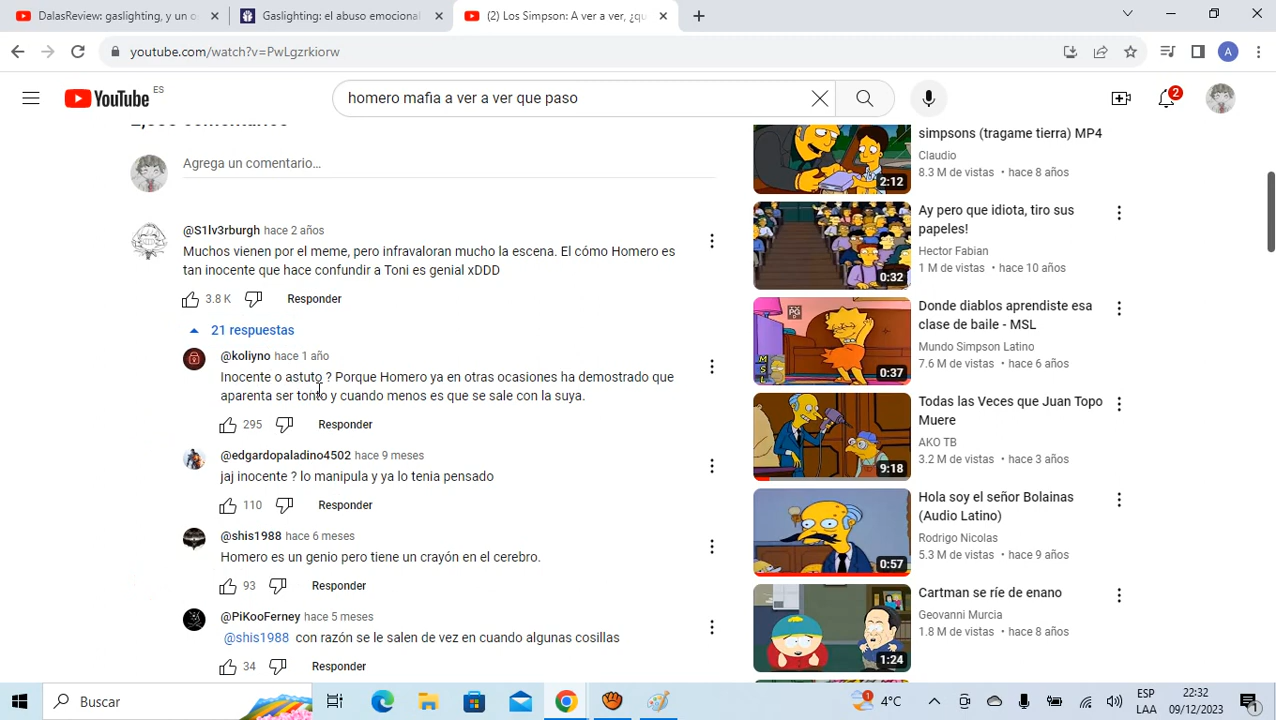 DalasReview: gaslighting, y un o
Gaslighting: el abuso emocional
(2) Los Simpson: A ver a ver, ¿qu
youtube.com/watch?v=PwLgzrkiorw
A
YouTube ES
homero mafia a ver a ver que paso
2
Agrega un comentario...
@S1lv3rburgh hace 2 años
Muchos vienen por el meme, pero infravaloran mucho la escena. El cómo Homero es
tan inocente que hace confundir a Toni es genial xDDD
3.8 K Responder
21 respuestas
@koliyno hace 1 año
Inocente o astuto ? Porque Homero ya en otras ocasiones ha demostrado que
aparenta ser tonto y cuando menos es que se sale con la suya.
295 Responder
@edgardopaladino4502 hace 9 meses
jaj inocente ? lo manipula y ya lo tenia pensado
110 Responder
@shis1988 hace 6 meses
Homero es un genio pero tiene un crayón en el cerebro.
93 Responder
@PiKooFerney hace 5 meses
@shis1988 con razón se le salen de vez en cuando algunas cosillas
34 Responder
simpsons (tragame tierra) MP4
Claudio
8.3 M de vistas • hace 8 años
2:12
Ay pero que idiota, tiro sus
papeles!
Hector Fabian
1 M de vistas • hace 10 años
0:32
Donde diablos aprendiste esa
clase de baile - MSL
Mundo Simpson Latino
7.6 M de vistas • hace 6 años
PG
MSL
0:37
Todas las Veces que Juan Topo
Muere
AKO TB
3.2 M de vistas • hace 3 años
9:18
Hola soy el señor Bolainas
(Audio Latino)
Rodrigo Nicolas
5.3 M de vistas • hace 9 años
0:57
Cartman se ríe de enano
Geovanni Murcia
1.8 M de vistas • hace 8 años
1:24
Buscar
4°C
ESP
LAA
22:32
09/12/2023
1